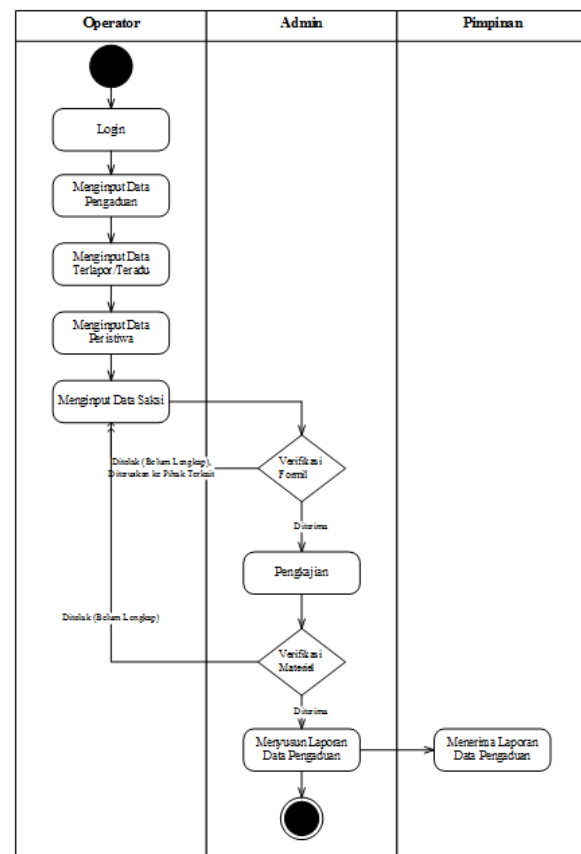 Operator
Admin
Pimpinan
Login
Menginput Data
Pengaduan
Menginput Data
Terlapor/Teradu
Menginput Data
Peristiwa
Menginput Data Saksi
Verifikasi
Formil
Ditolak (Belum Lengkap),
Diteruskan ke Pihak Terkait
Diterima
Pengkajian
Ditolak (Belum Lengkap)
Verifikasi
Materiel
Diterima
Menyusun Laporan
Data Pengaduan
Menerima Laporan
Data Pengaduan